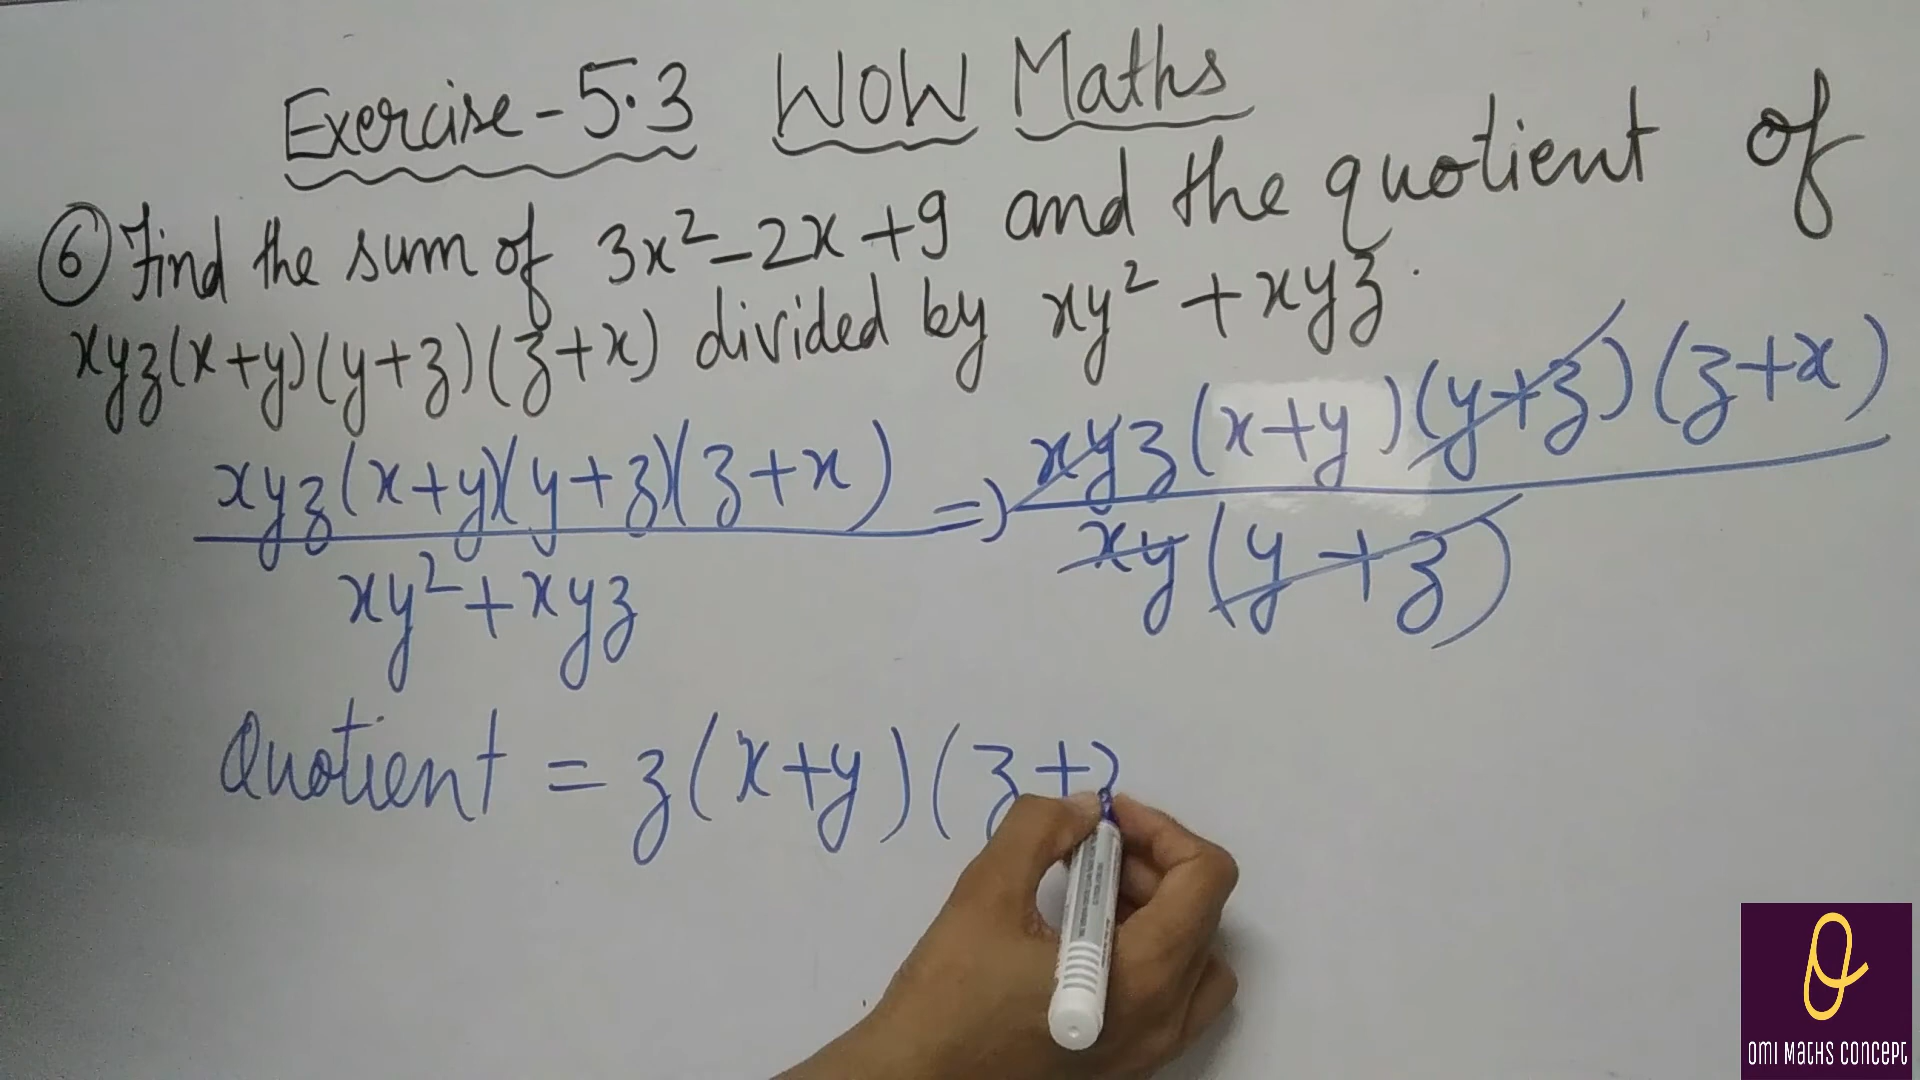 Exercise-5.3 WOW Maths
⑥ Find the sum of 3x²-2x+9 and the quotient of
xyz(x+y)(y+z)(z+x) divided by xy²+xyz.
xyz(x+y)(y+z)(z+x) => xyz(x+y)(y+z)(z+x)
xy²+xyz xy(y+z)
Quotient = z(x+y)(z+
OMI MATHS CONCEPT